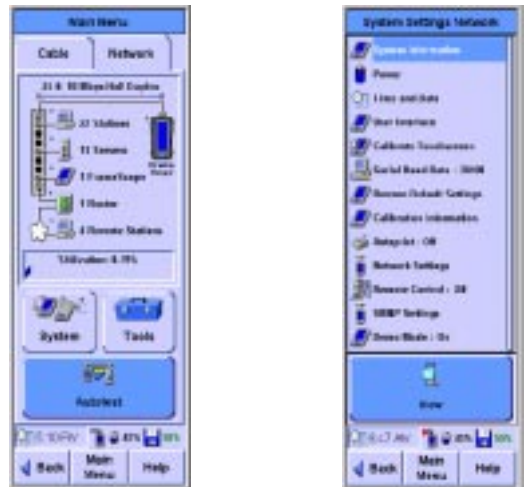 Main Menu
Cable Network
10 Mbps Half Duplex
Stations
Servers
1 Router
4 Remote Stations
Utilization:
System Tools
Autotest
Back Main Menu Help
System Settings Network
System Information
Power
Time and Date
User Interface
Calibrate Touchscreen
Serial Baud Rate :
Restore Default Settings
Calibration Information
Autoprint : Off
Network Settings
Remote Control :
SNMP Settings
Demo Mode : On
View
Back Main Menu Help